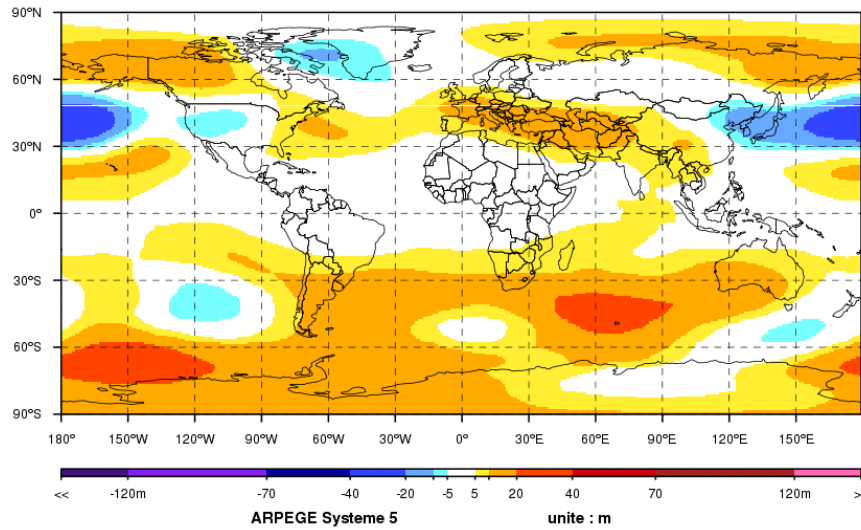 90ºN
60ºN
30ºN
0º
30ºS
60ºS
90ºS
180º 150ºW 120ºW 90ºW 60ºW 30ºW 0º 30ºE 60ºE 90ºE 120ºE 150ºE
<< -120m -70 -40 -20 -5 5 20 40 70 120m >
ARPEGE Systeme 5 unite : m